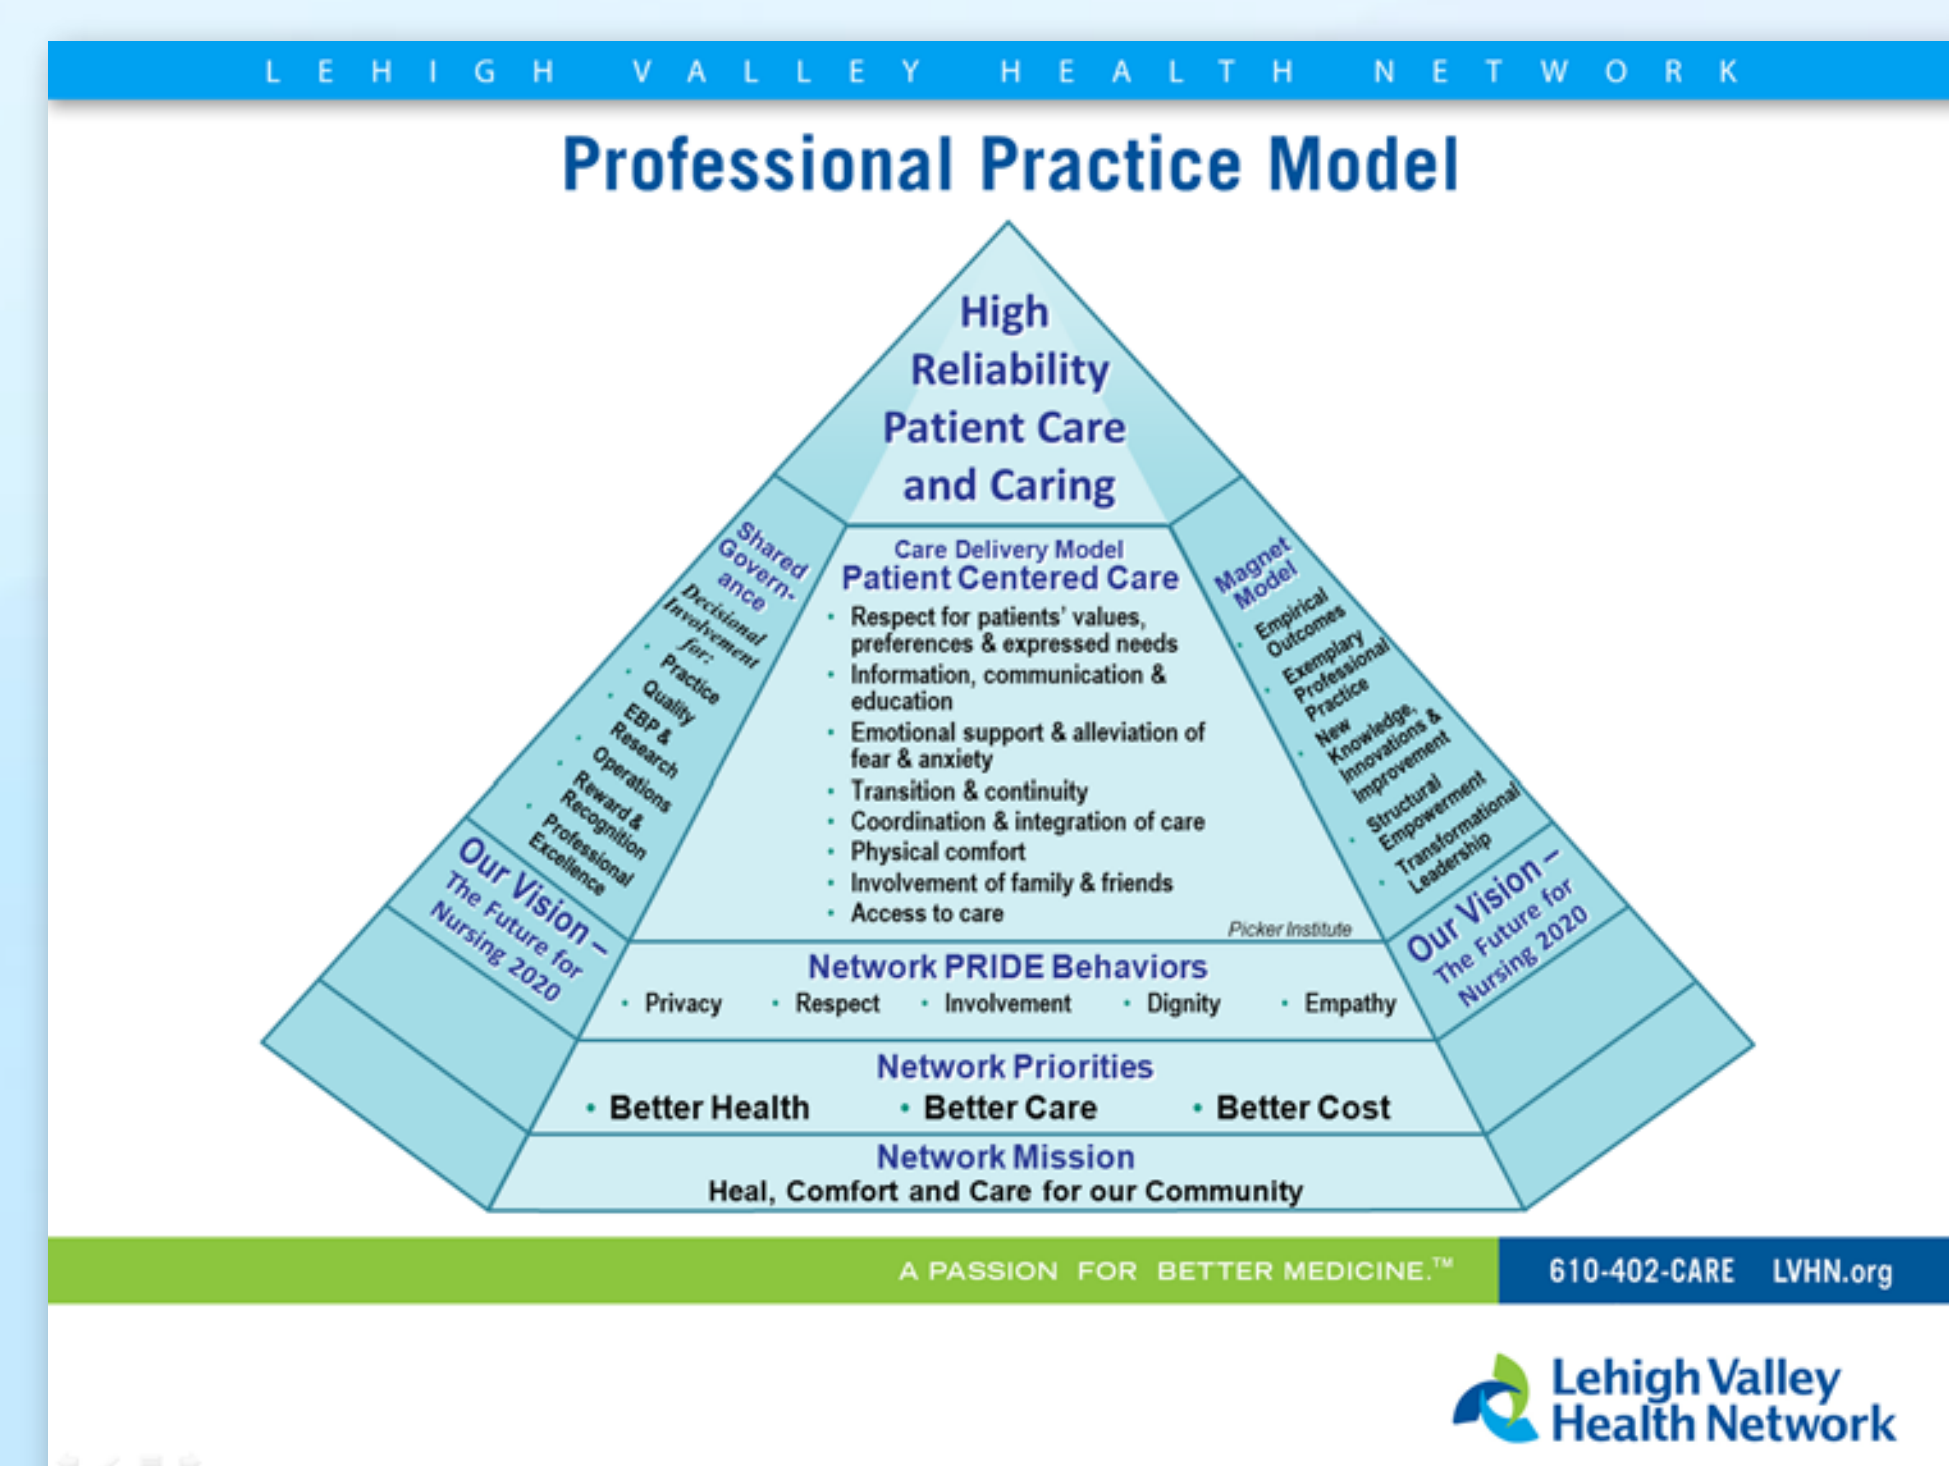 LEHIGH VALLEY HEALTH NETWORK
Professional Practice Model
High
Reliability
Patient Care
and Caring
Shared
Govern-
ance
Decisional
Involvement
for:
• Practice
• Quality
• EBP &
Research
• Operations
• Reward &
Recognition
• Professional
Excellence
Our Vision –
The Future for
Nursing 2020
Care Delivery Model
Patient Centered Care
• Respect for patients' values,
preferences & expressed needs
• Information, communication &
education
• Emotional support & alleviation of
fear & anxiety
• Transition & continuity
• Coordination & integration of care
• Physical comfort
• Involvement of family & friends
• Access to care
Picker Institute
Magnet
Model
• Empirical
Outcomes
• Exemplary
Professional
Practice
• New
Knowledge,
Innovations &
Improvement
• Structural
Empowerment
• Transformational
Leadership
Our Vision –
The Future for
Nursing 2020
Network PRIDE Behaviors
• Privacy • Respect • Involvement • Dignity • Empathy
Network Priorities
• Better Health • Better Care • Better Cost
Network Mission
Heal, Comfort and Care for our Community
A PASSION FOR BETTER MEDICINE.™ 610-402-CARE LVHN.org
Lehigh Valley
Health Network